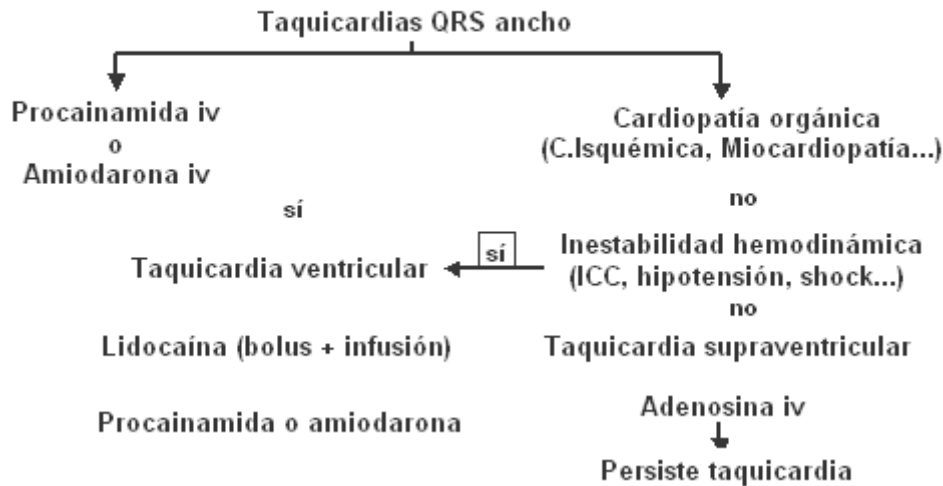 Taquicardias QRS ancho
Procainamida iv
o
Amiodarona iv
Cardiopatía orgánica
(C.Isquémica, Miocardiopatía...)
no
sí
Inestabilidad hemodinámica
(ICC, hipotensión, shock...)
sí
Taquicardia ventricular
no
Lidocaína (bolus + infusión)
Taquicardia supraventricular
Procainamida o amiodarona
Adenosina iv
Persiste taquicardia